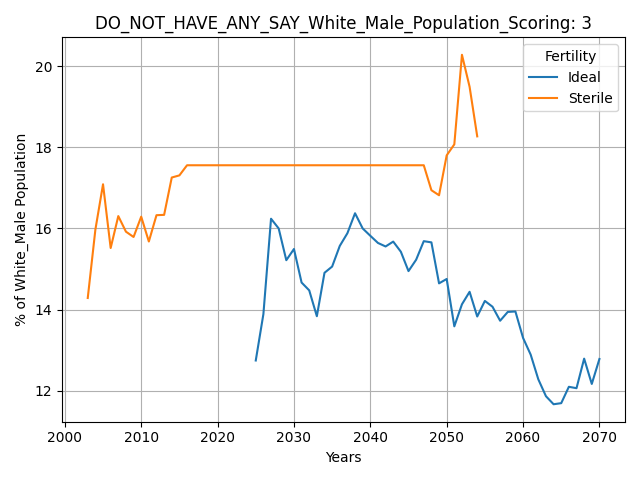 DO_NOT_HAVE_ANY_SAY_White_Male_Population_Scoring: 3
Fertility
Ideal
Sterile
% of White_Male Population
20
18
16
14
12
2000 2010 2020 2030 2040 2050 2060 2070
Years